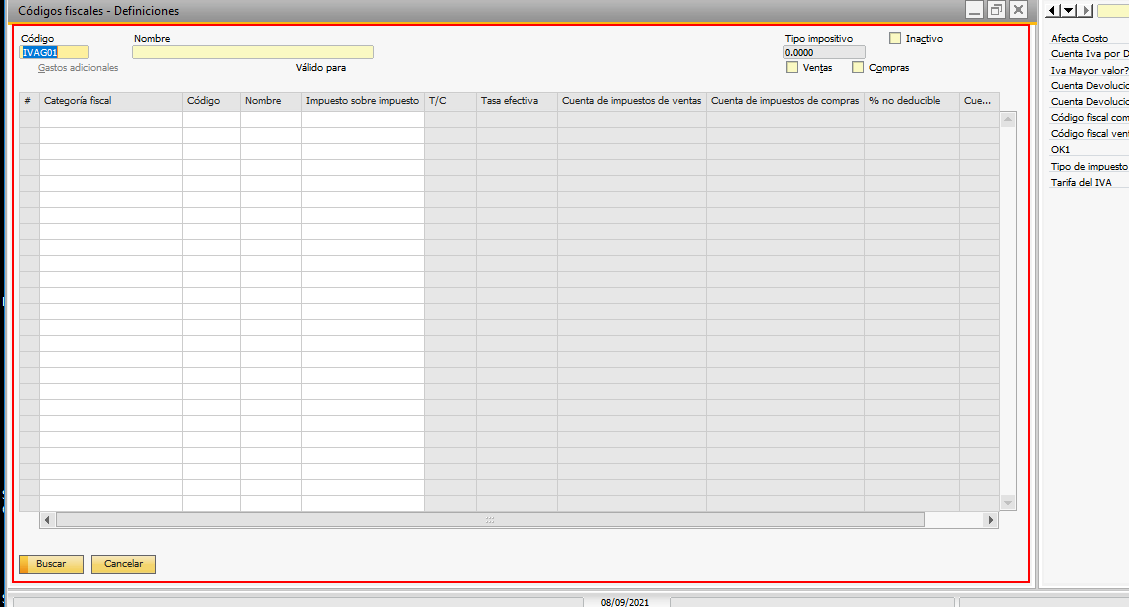 Códigos fiscales - Definiciones
Código Nombre Tipo impositivo Inactivo
IVAG01 0.0000
Gastos adicionales Válido para Ventas Compras
# Categoría fiscal Código Nombre Impuesto sobre impuesto T/C Tasa efectiva Cuenta de impuestos de ventas Cuenta de impuestos de compras % no deducible Cue...
Buscar Cancelar
08/09/2021
Afecta Costo
Cuenta Iva por D
Iva Mayor valor?
Cuenta Devolucio
Cuenta Devolucio
Código fiscal com
Código fiscal vent
OK1
Tipo de impuesto
Tarifa del IVA